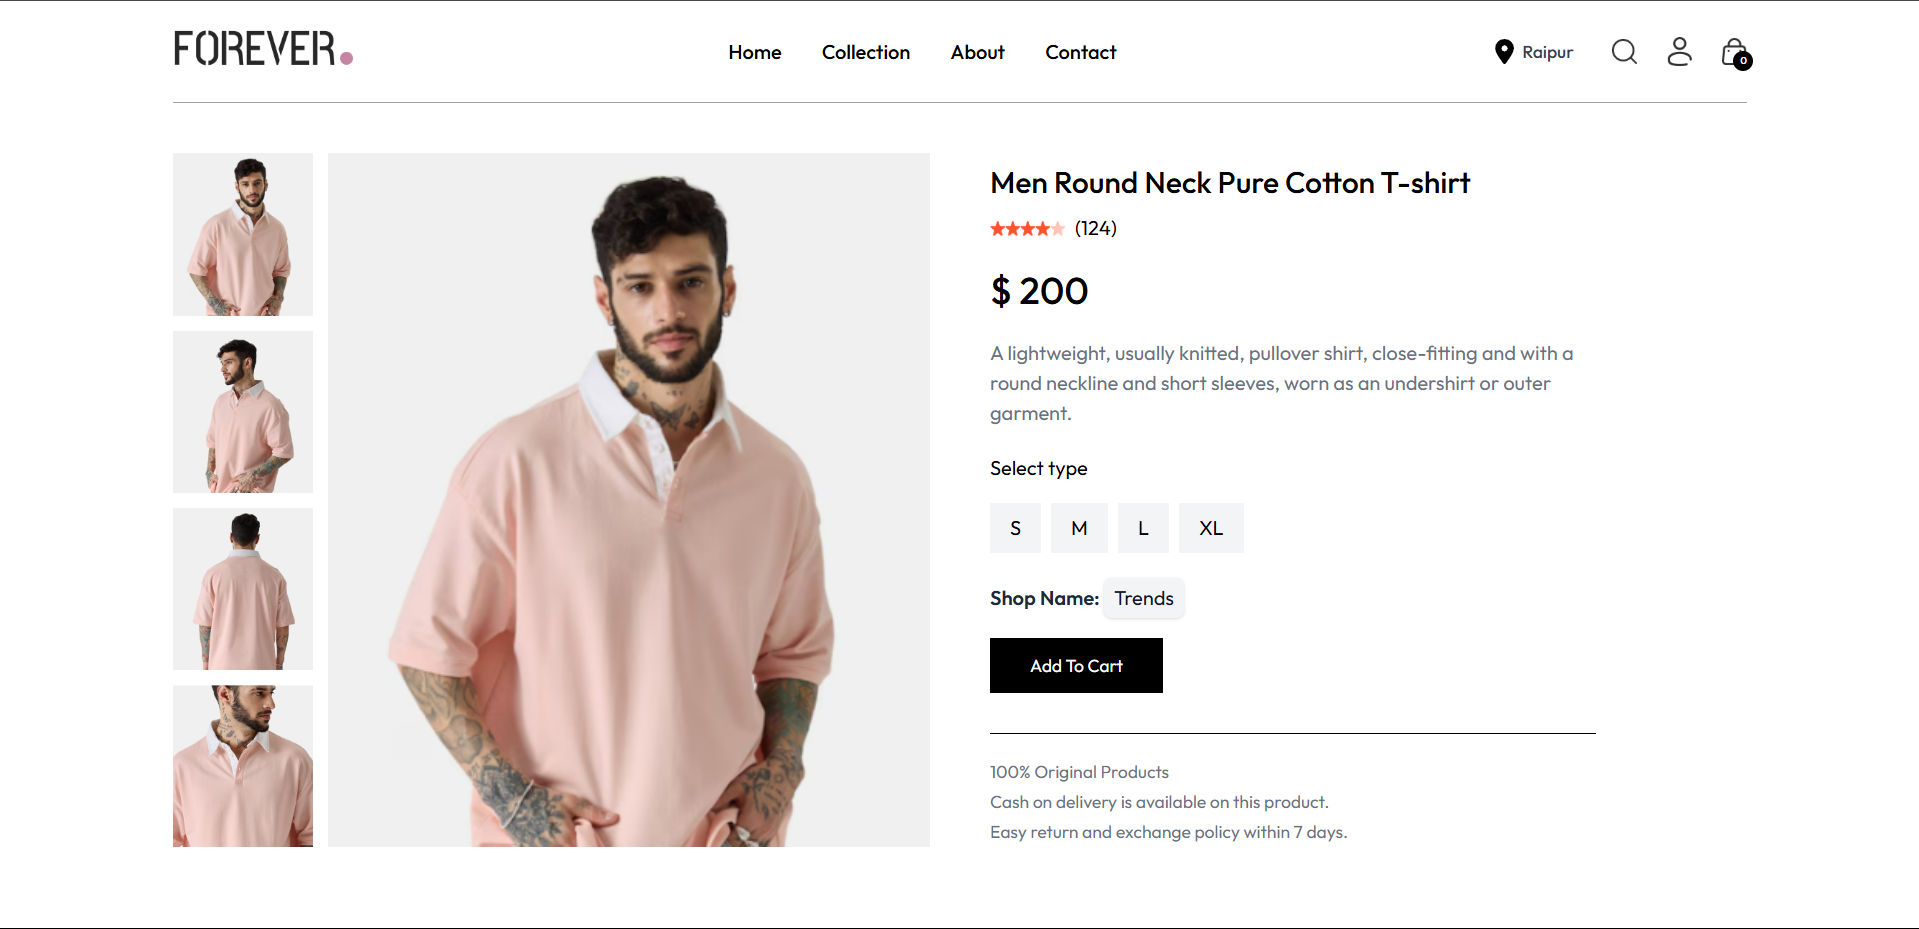 FOREVER.
Home Collection About Contact
Raipur
0
Men Round Neck Pure Cotton T-shirt
(124)
$ 200
A lightweight, usually knitted, pullover shirt, close-fitting and with a
round neckline and short sleeves, worn as an undershirt or outer
garment.
Select type
S M L XL
Shop Name: Trends
Add To Cart
100% Original Products
Cash on delivery is available on this product.
Easy return and exchange policy within 7 days.